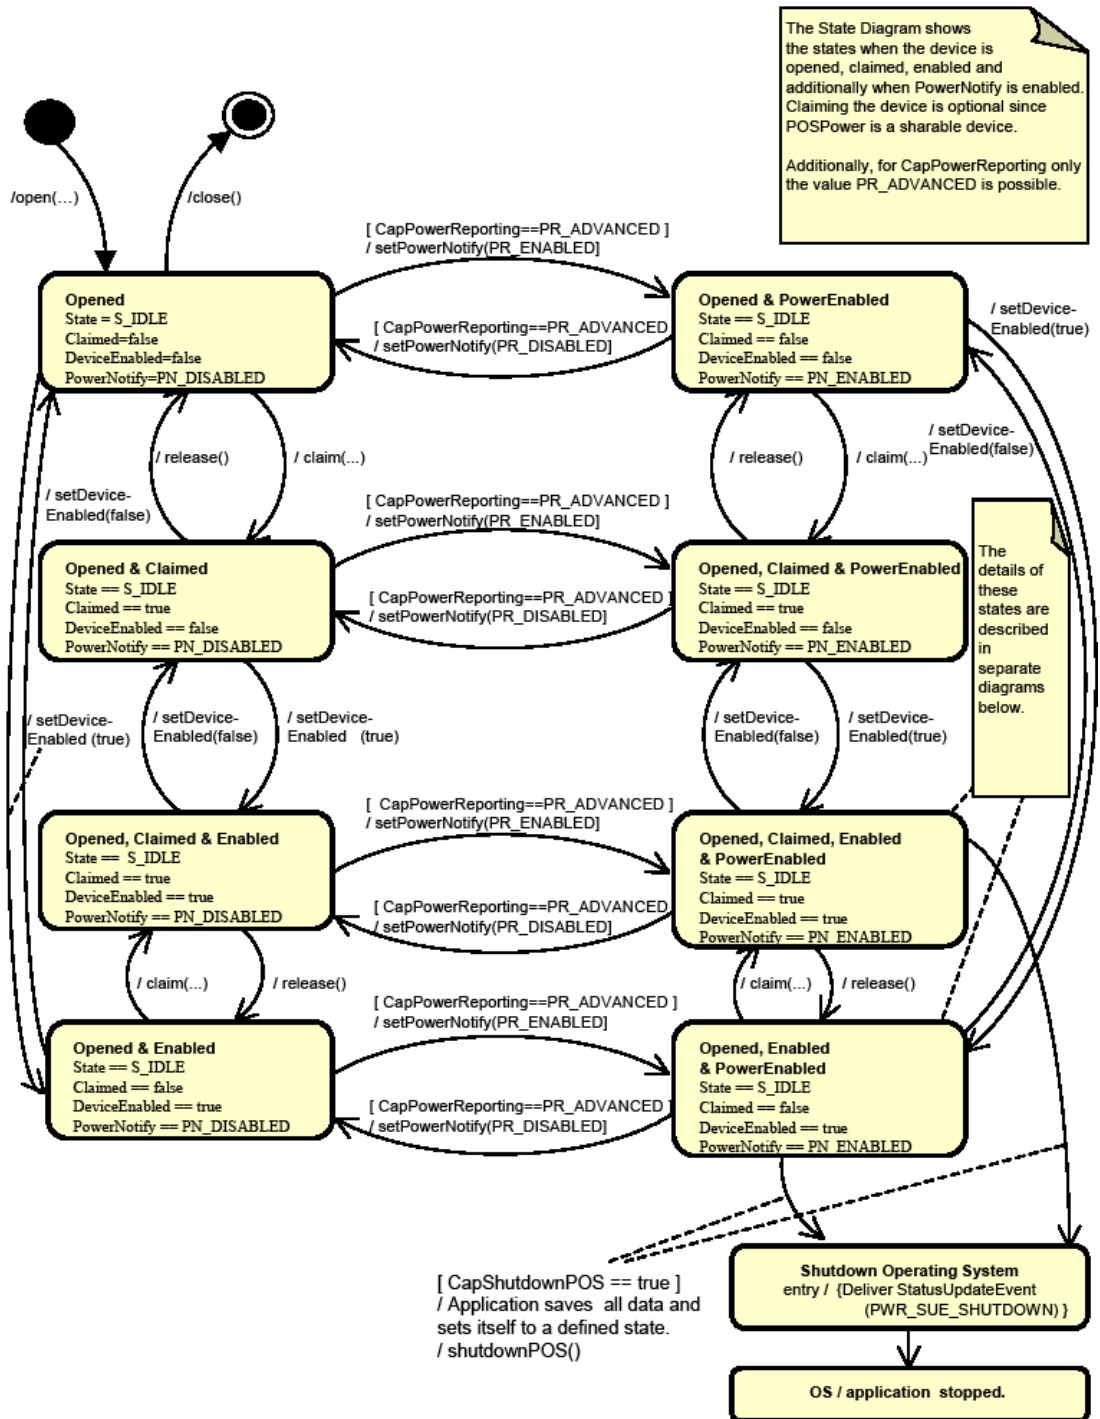 The State Diagram shows
the states when the device is
opened, claimed, enabled and
additionally when PowerNotify is enabled.
Claiming the device is optional since
POSPower is a sharable device.
Additionally, for CapPowerReporting only
the value PR_ADVANCED is possible.
/open(...)
/close()
[ CapPowerReporting==PR_ADVANCED ]
/ setPowerNotify(PR_ENABLED]
Opened
State = S_IDLE
Claimed=false
DeviceEnabled=false
PowerNotify=PN_DISABLED
[ CapPowerReporting==PR_ADVANCED
/ setPowerNotify(PR_DISABLED]
Opened & PowerEnabled
State == S_IDLE
Claimed == false
DeviceEnabled == false
PowerNotify == PN_ENABLED
/ setDevice-
Enabled(true)
/ release()
/ claim(...)
/ release()
/ claim(...)
/ setDevice-
Enabled(false)
/ setDevice-
Enabled(false)
[ CapPowerReporting==PR_ADVANCED ]
/ setPowerNotify(PR_ENABLED]
Opened & Claimed
State == S_IDLE
Claimed == true
DeviceEnabled == false
PowerNotify == PN_DISABLED
[ CapPowerReporting==PR_ADVANCED ]
/ setPowerNotify(PR_DISABLED]
Opened, Claimed & PowerEnabled
State == S_IDLE
Claimed == true
DeviceEnabled == false
PowerNotify == PN_ENABLED
The
details of
these
states are
described
in
separate
diagrams
below.
/ setDevice-
Enabled (true)
/ setDevice-
Enabled(false)
/ setDevice-
Enabled (true)
/ setDevice-
Enabled(false)
/ setDevice-
Enabled(true)
[ CapPowerReporting==PR_ADVANCED ]
/ setPowerNotify(PR_ENABLED]
Opened, Claimed & Enabled
State == S_IDLE
Claimed == true
DeviceEnabled == true
PowerNotify == PN_DISABLED
[ CapPowerReporting==PR_ADVANCED
/ setPowerNotify(PR_DISABLED]
Opened, Claimed, Enabled
& PowerEnabled
State == S_IDLE
Claimed == true
DeviceEnabled == true
PowerNotify == PN_ENABLED
/ claim(...)
/ release()
/ claim(...)
/ release()
[ CapPowerReporting==PR_ADVANCED ]
/ setPowerNotify(PR_ENABLED]
Opened & Enabled
State == S_IDLE
Claimed == false
DeviceEnabled == true
PowerNotify == PN_DISABLED
[ CapPowerReporting==PR_ADVANCED ]
/ setPowerNotify(PR_DISABLED]
Opened, Enabled
& PowerEnabled
State == S_IDLE
Claimed == false
DeviceEnabled == true
PowerNotify == PN_ENABLED
[ CapShutdownPOS == true ]
/ Application saves all data and
sets itself to a defined state.
/ shutdownPOS()
Shutdown Operating System
entry / {Deliver StatusUpdateEvent
(PWR_SUE_SHUTDOWN) }
OS / application stopped.